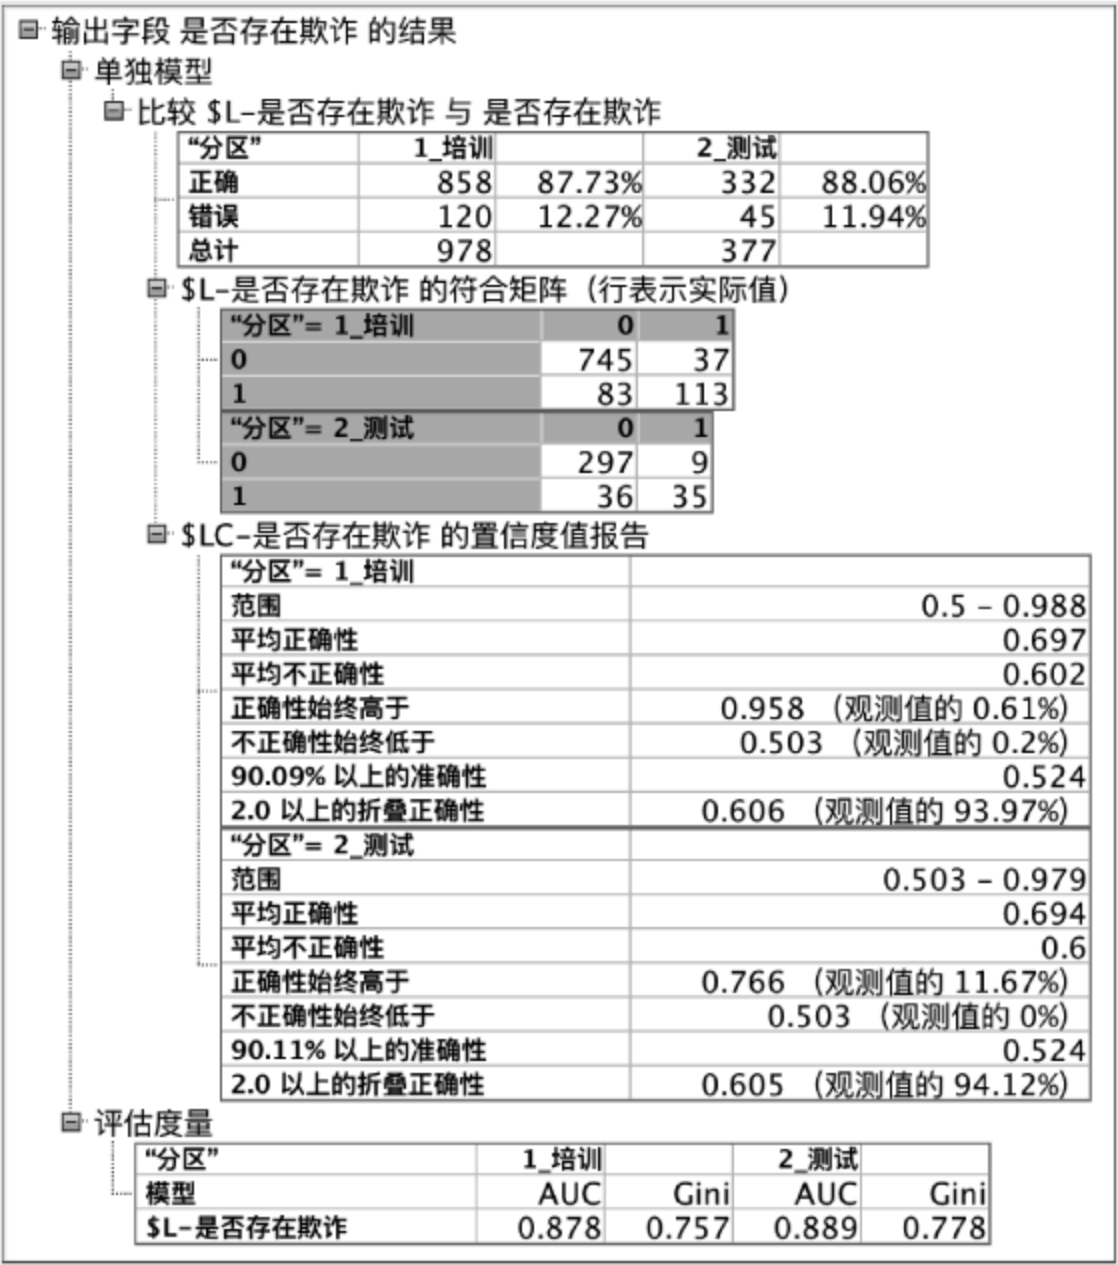 输出字段 是否存在欺诈 的结果
单独模型
比较 $L-是否存在欺诈 与 是否存在欺诈
“分区” 1_培训 2_测试
正确 858 87.73% 332 88.06%
错误 120 12.27% 45 11.94%
总计 978 377
$L-是否存在欺诈 的符合矩阵（行表示实际值）
“分区”= 1_培训 0 1
0 745 37
1 83 113
“分区”= 2_测试 0 1
0 297 9
1 36 35
$LC-是否存在欺诈 的置信度值报告
“分区”= 1_培训
范围 0.5 – 0.988
平均正确性 0.697
平均不正确性 0.602
正确性始终高于 0.958 （观测值的 0.61%）
不正确性始终低于 0.503 （观测值的 0.2%）
90.09% 以上的准确性 0.524
2.0 以上的折叠正确性 0.606 （观测值的 93.97%）
“分区”= 2_测试
范围 0.503 – 0.979
平均正确性 0.694
平均不正确性 0.6
正确性始终高于 0.766 （观测值的 11.67%）
不正确性始终低于 0.503 （观测值的 0%）
90.11% 以上的准确性 0.524
2.0 以上的折叠正确性 0.605 （观测值的 94.12%）
评估度量
“分区” 1_培训 2_测试
模型 AUC Gini AUC Gini
$L-是否存在欺诈 0.878 0.757 0.889 0.778